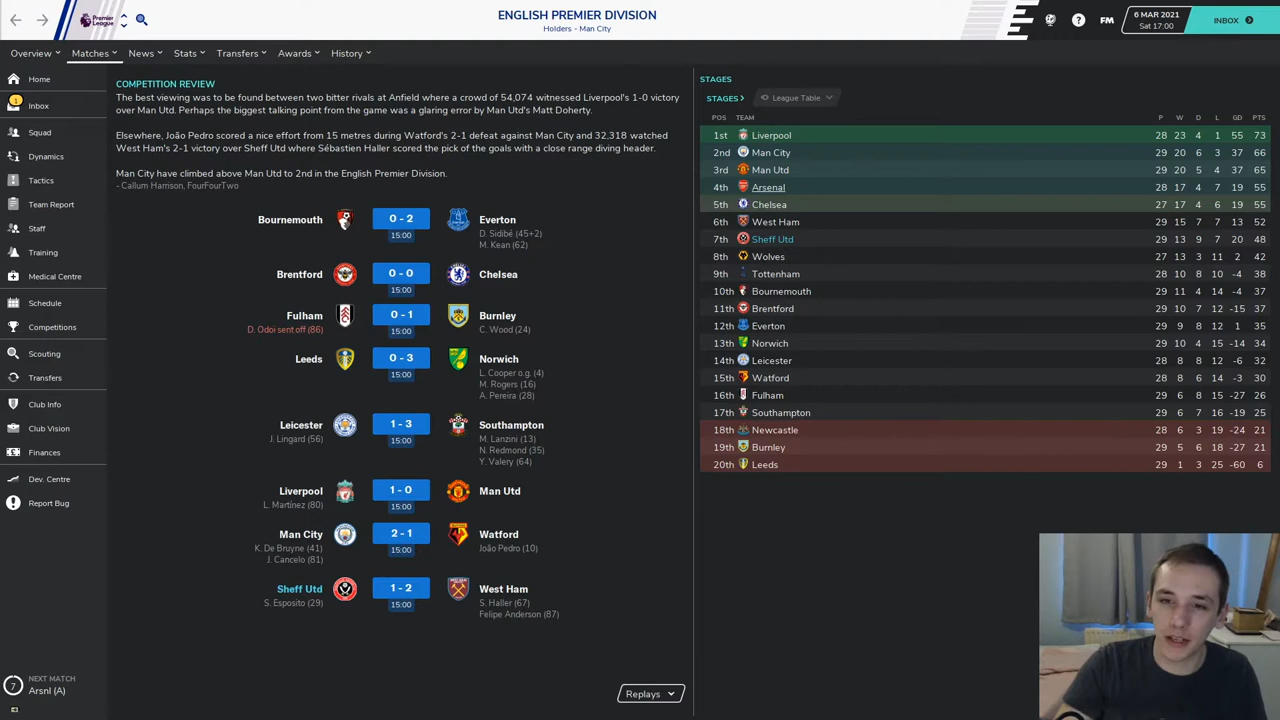 Premier League
ENGLISH PREMIER DIVISION
Holders - Man City
FM
6 MAR 2021
Sat 17:00
INBOX
Overview Matches News Stats Transfers Awards History
Home
1
Inbox
Squad
Dynamics
Tactics
Team Report
Staff
Training
Medical Centre
Schedule
Competitions
Scouting
Transfers
Club Info
Club Vision
Finances
Dev. Centre
Report Bug
NEXT MATCH
7 Arsnl (A)
COMPETITION REVIEW
The best viewing was to be found between two bitter rivals at Anfield where a crowd of 54,074 witnessed Liverpool's 1-0 victory
over Man Utd. Perhaps the biggest talking point from the game was a glaring error by Man Utd's Matt Doherty.
Elsewhere, João Pedro scored a nice effort from 15 metres during Watford's 2-1 defeat against Man City and 32,318 watched
West Ham's 2-1 victory over Sheff Utd where Sébastien Haller scored the pick of the goals with a close range diving header.
Man City have climbed above Man Utd to 2nd in the English Premier Division.
- Callum Harrison, FourFourTwo
Bournemouth 0 - 2 Everton
15:00 D. Sidibé (45+2)
M. Kean (62)
Brentford 0 - 0 Chelsea
15:00
Fulham 0 - 1 Burnley
D. Odoi sent off (86) 15:00 C. Wood (24)
Leeds 0 - 3 Norwich
15:00 L. Cooper o.g. (4)
M. Rogers (16)
A. Pereira (28)
Leicester 1 - 3 Southampton
J. Lingard (56) 15:00 M. Lanzini (13)
N. Redmond (35)
Y. Valery (64)
Liverpool 1 - 0 Man Utd
L. Martínez (80) 15:00
Man City 2 - 1 Watford
K. De Bruyne (41) 15:00 João Pedro (10)
J. Cancelo (81)
Sheff Utd 1 - 2 West Ham
S. Esposito (29) 15:00 S. Haller (67)
Felipe Anderson (87)
Replays
STAGES
STAGES League Table
POS TEAM P W D L GD PTS
1st Liverpool 28 23 4 1 55 73
2nd Man City 29 20 6 3 37 66
3rd Man Utd 29 20 5 4 37 65
4th Arsenal 28 17 4 7 19 55
5th Chelsea 27 17 4 6 19 55
6th West Ham 29 15 7 7 13 52
7th Sheff Utd 29 13 9 7 20 48
8th Wolves 27 13 3 11 2 42
9th Tottenham 28 10 8 10 -4 38
10th Bournemouth 29 11 4 14 -4 37
11th Brentford 29 10 7 12 -15 37
12th Everton 29 9 8 12 1 35
13th Norwich 29 10 4 15 -14 34
14th Leicester 28 8 8 12 -6 32
15th Watford 28 8 6 14 -3 30
16th Fulham 29 6 8 15 -27 26
17th Southampton 29 6 7 16 -19 25
18th Newcastle 28 6 3 19 -24 21
19th Burnley 29 5 6 18 -27 21
20th Leeds 29 1 3 25 -60 6